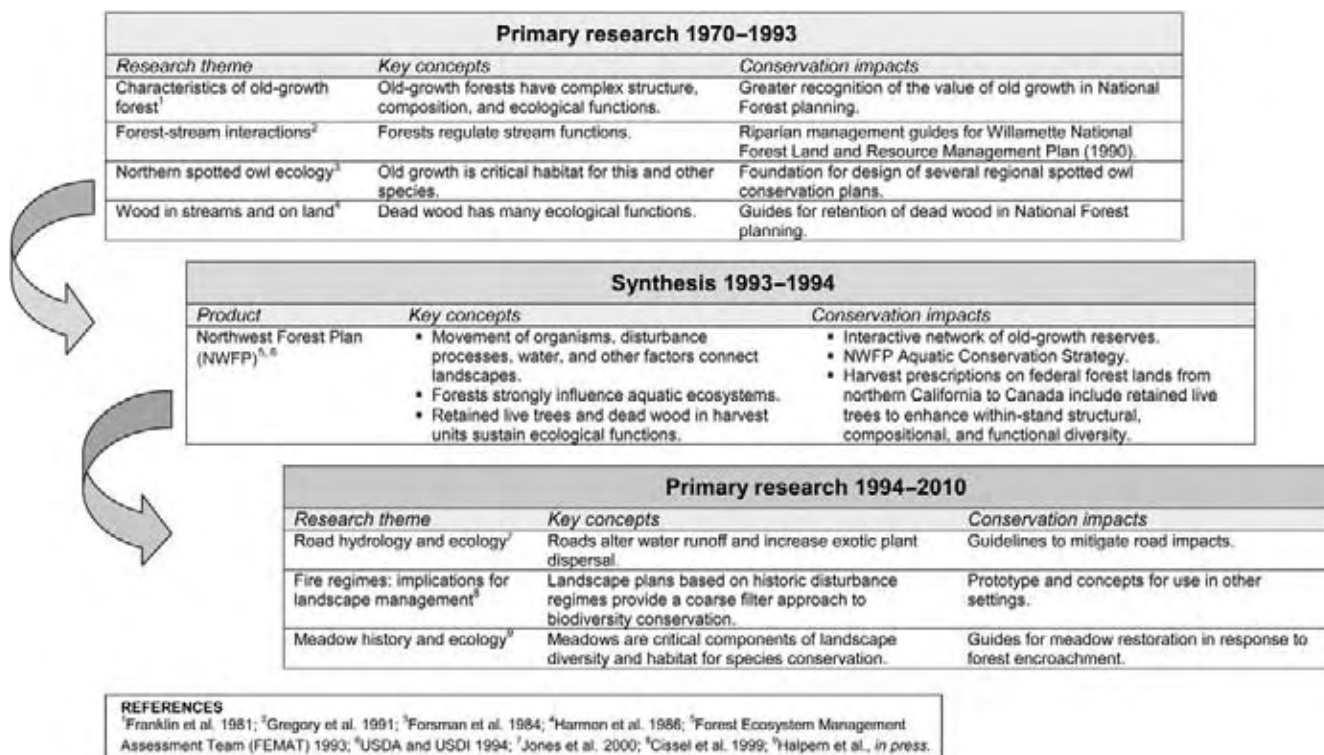 Primary research 1970–1993
Research theme Key concepts Conservation impacts
Characteristics of old-growth forest¹ Old-growth forests have complex structure, composition, and ecological functions. Greater recognition of the value of old growth in National Forest planning.
Forest-stream interactions² Forests regulate stream functions. Riparian management guides for Willamette National Forest Land and Resource Management Plan (1990).
Northern spotted owl ecology³ Old growth is critical habitat for this and other species. Foundation for design of several regional spotted owl conservation plans.
Wood in streams and on land⁴ Dead wood has many ecological functions. Guides for retention of dead wood in National Forest planning.
Synthesis 1993–1994
Product Key concepts Conservation impacts
Northwest Forest Plan (NWFP)⁵, ⁶
▪ Movement of organisms, disturbance
processes, water, and other factors connect
landscapes.
▪ Forests strongly influence aquatic ecosystems.
▪ Retained live trees and dead wood in harvest
units sustain ecological functions.
▪ Interactive network of old-growth reserves.
▪ NWFP Aquatic Conservation Strategy.
▪ Harvest prescriptions on federal forest lands from
northern California to Canada include retained live
trees to enhance within-stand structural,
compositional, and functional diversity.
Primary research 1994–2010
Research theme Key concepts Conservation impacts
Road hydrology and ecology⁷ Roads alter water runoff and increase exotic plant dispersal. Guidelines to mitigate road impacts.
Fire regimes: implications for landscape management⁸ Landscape plans based on historic disturbance regimes provide a coarse filter approach to biodiversity conservation. Prototype and concepts for use in other settings.
Meadow history and ecology⁹ Meadows are critical components of landscape diversity and habitat for species conservation. Guides for meadow restoration in response to forest encroachment.
REFERENCES
¹Franklin et al. 1981; ²Gregory et al. 1991; ³Forsman et al. 1984; ⁴Harmon et al. 1986; ⁵Forest Ecosystem Management
Assessment Team (FEMAT) 1993; ⁶USDA and USDI 1994; ⁷Jones et al. 2000; ⁸Cissel et al. 1999; ⁹Halpern et al., in press.